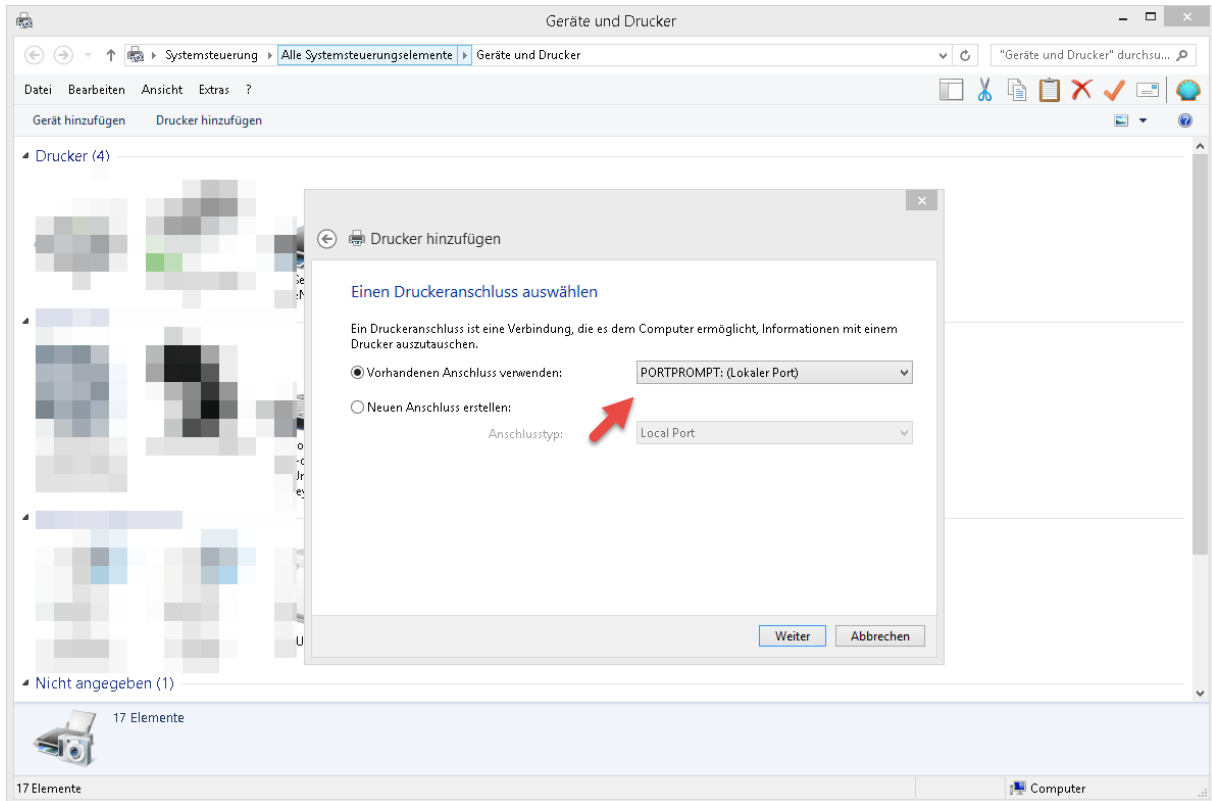 Geräte und Drucker
Systemsteuerung Alle Systemsteuerungselemente Geräte und Drucker
"Geräte und Drucker" durchsu...
Datei Bearbeiten Ansicht Extras ?
Gerät hinzufügen Drucker hinzufügen
Drucker (4)
Drucker hinzufügen
Einen Druckeranschluss auswählen
Ein Druckeranschluss ist eine Verbindung, die es dem Computer ermöglicht, Informationen mit einem
Drucker auszutauschen.
Vorhandenen Anschluss verwenden: PORTPROMPT: (Lokaler Port)
Neuen Anschluss erstellen:
Anschlusstyp: Local Port
Weiter Abbrechen
Nicht angegeben (1)
17 Elemente
17 Elemente Computer